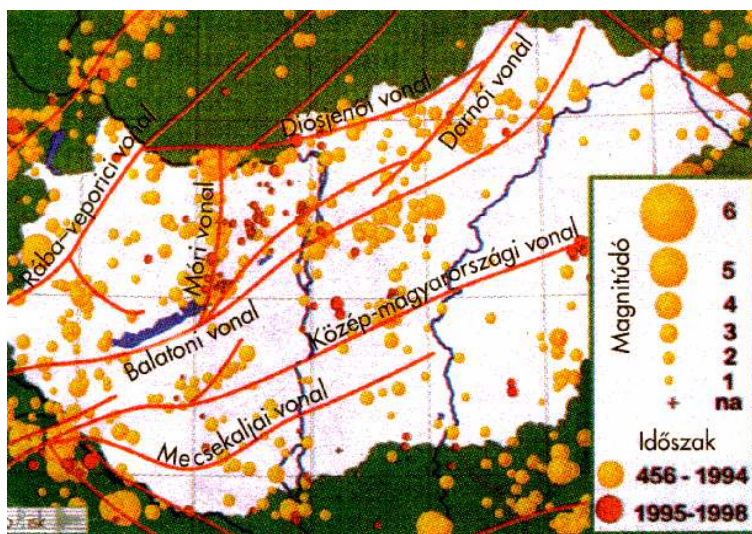 Diósjenői vonal
Darnói vonal
Rába-veporici vonal
Móri vonal
Balatoni vonal
Közép-magyarországi vonal
Mecsekaljai vonal
Magnitúdó
6
5
4
3
2
1
na
Időszak
456 - 1994
1995-1998